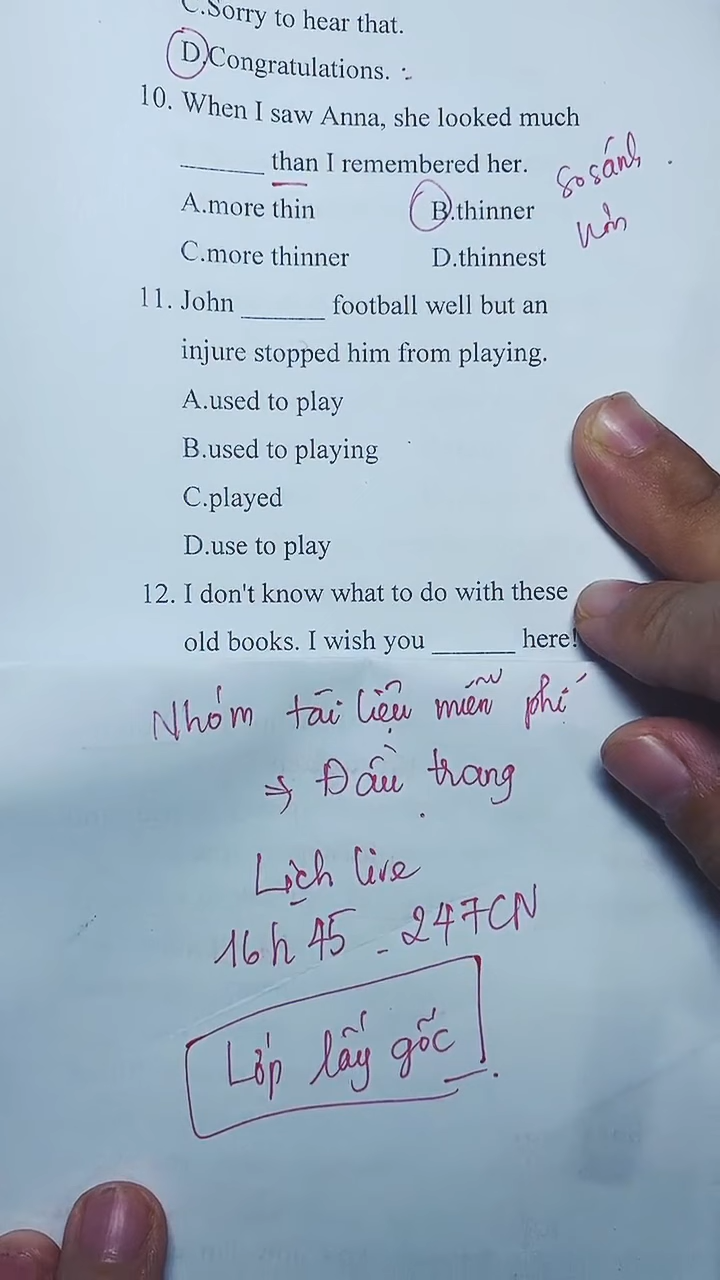 C.Sorry to hear that.
D.Congratulations.
10. When I saw Anna, she looked much
______ than I remembered her.
So sánh
A.more thin B.thinner
hơn
C.more thinner D.thinnest
11. John ______ football well but an
injure stopped him from playing.
A.used to play
B.used to playing
C.played
D.use to play
12. I don't know what to do with these
old books. I wish you ______ here!
Nhóm tài liệu miễn phí
⇒ Đầu trang
Lịch live
16h45 - 247CN
Lớp lấy gốc